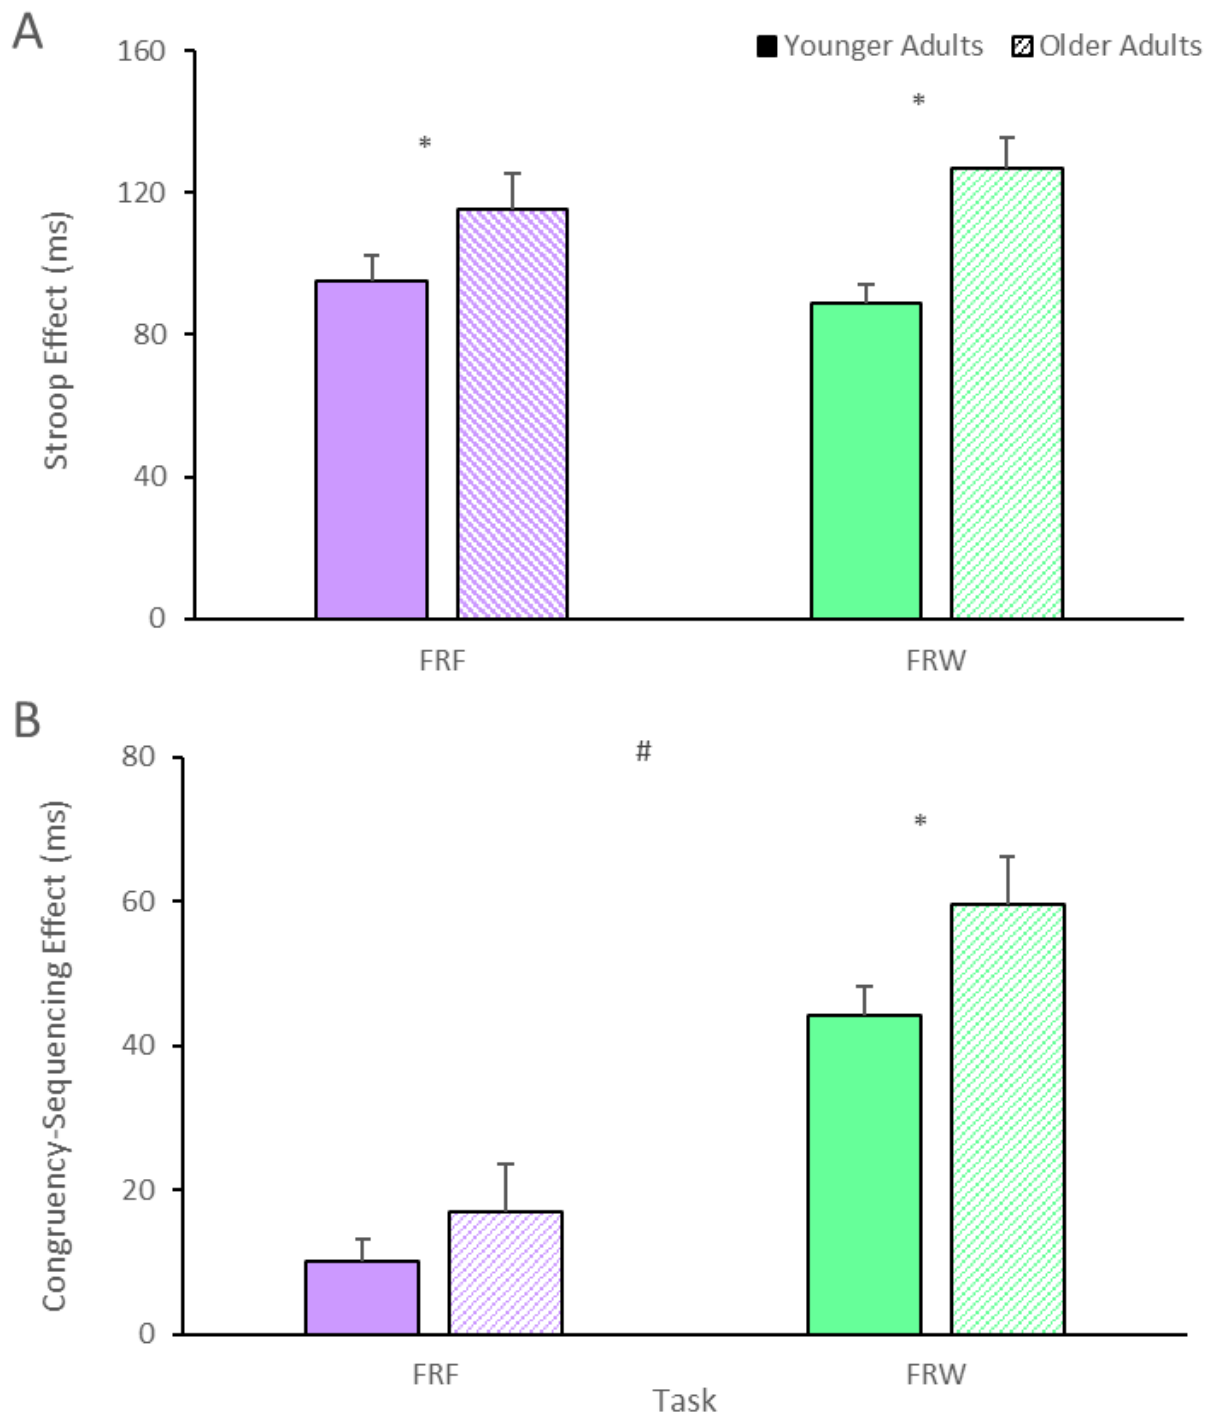 A
Younger Adults Older Adults
160
120
80
40
0
Stroop Effect (ms)
*
*
FRF
FRW
B
80
60
40
20
0
Congruency-Sequencing Effect (ms)
#
*
FRF
FRW
Task